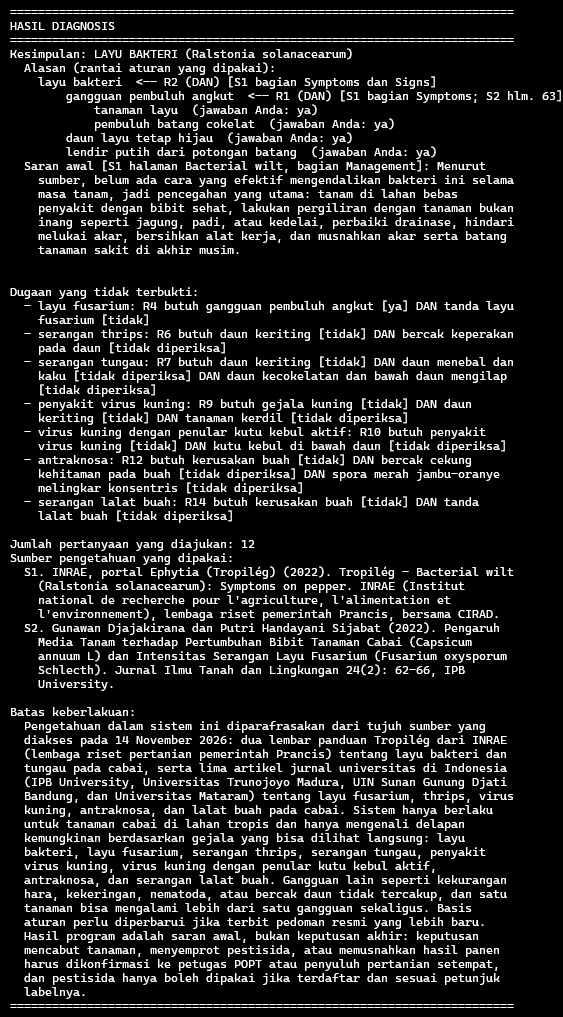 ======================================================================
HASIL DIAGNOSIS
======================================================================
Kesimpulan: LAYU BAKTERI (Ralstonia solanacearum)
  Alasan (rantai aturan yang dipakai):
    layu bakteri  <-- R2 (DAN) [S1 bagian Symptoms dan Signs]
        gangguan pembuluh angkut  <-- R1 (DAN) [S1 bagian Symptoms; S2 hlm. 63]
            tanaman layu  (jawaban Anda: ya)
            pembuluh batang cokelat  (jawaban Anda: ya)
        daun layu tetap hijau  (jawaban Anda: ya)
        lendir putih dari potongan batang  (jawaban Anda: ya)
  Saran awal [S1 halaman Bacterial wilt, bagian Management]: Menurut
    sumber, belum ada cara yang efektif mengendalikan bakteri ini selama
    masa tanam, jadi pencegahan yang utama: tanam di lahan bebas
    penyakit dengan bibit sehat, lakukan pergiliran dengan tanaman bukan
    inang seperti jagung, padi, atau kedelai, perbaiki drainase, hindari
    melukai akar, bersihkan alat kerja, dan musnahkan akar serta batang
    tanaman sakit di akhir musim.

Dugaan yang tidak terbukti:
  - layu fusarium: R4 butuh gangguan pembuluh angkut [ya] DAN tanda layu
    fusarium [tidak]
  - serangan thrips: R6 butuh daun keriting [tidak] DAN bercak keperakan
    pada daun [tidak diperiksa]
  - serangan tungau: R7 butuh daun keriting [tidak] DAN daun menebal dan
    kaku [tidak diperiksa] DAN daun kecokelatan dan bawah daun mengilap
    [tidak diperiksa]
  - penyakit virus kuning: R9 butuh gejala kuning [tidak] DAN daun
    keriting [tidak] DAN tanaman kerdil [tidak diperiksa]
  - virus kuning dengan penular kutu kebul aktif: R10 butuh penyakit
    virus kuning [tidak] DAN kutu kebul di bawah daun [tidak diperiksa]
  - antraknosa: R12 butuh kerusakan buah [tidak] DAN bercak cekung
    kehitaman pada buah [tidak diperiksa] DAN spora merah jambu-oranye
    melingkar konsentris [tidak diperiksa]
  - serangan lalat buah: R14 butuh kerusakan buah [tidak] DAN tanda
    lalat buah [tidak diperiksa]

Jumlah pertanyaan yang diajukan: 12
Sumber pengetahuan yang dipakai:
  S1. INRAE, portal Ephytia (Tropilég) (2022). Tropilég - Bacterial wilt
    (Ralstonia solanacearum): Symptoms on pepper. INRAE (Institut
    national de recherche pour l'agriculture, l'alimentation et
    l'environnement), lembaga riset pemerintah Prancis, bersama CIRAD.
  S2. Gunawan Djajakirana dan Putri Handayani Sijabat (2022). Pengaruh
    Media Tanam terhadap Pertumbuhan Bibit Tanaman Cabai (Capsicum
    annuum L) dan Intensitas Serangan Layu Fusarium (Fusarium oxysporum
    Schlecth). Jurnal Ilmu Tanah dan Lingkungan 24(2): 62-66, IPB
    University.

Batas keberlakuan:
  Pengetahuan dalam sistem ini diparafrasakan dari tujuh sumber yang
  diakses pada 14 November 2026: dua lembar panduan Tropilég dari INRAE
  (lembaga riset pertanian pemerintah Prancis) tentang layu bakteri dan
  tungau pada cabai, serta lima artikel jurnal universitas di Indonesia
  (IPB University, Universitas Trunojoyo Madura, UIN Sunan Gunung Djati
  Bandung, dan Universitas Mataram) tentang layu fusarium, thrips, virus
  kuning, antraknosa, dan lalat buah pada cabai. Sistem hanya berlaku
  untuk tanaman cabai di lahan tropis dan hanya mengenali delapan
  kemungkinan berdasarkan gejala yang bisa dilihat langsung: layu
  bakteri, layu fusarium, serangan thrips, serangan tungau, penyakit
  virus kuning, virus kuning dengan penular kutu kebul aktif,
  antraknosa, dan serangan lalat buah. Gangguan lain seperti kekurangan
  hara, kekeringan, nematoda, atau bercak daun tidak tercakup, dan satu
  tanaman bisa mengalami lebih dari satu gangguan sekaligus. Basis
  aturan perlu diperbarui jika terbit pedoman resmi yang lebih baru.
  Hasil program adalah saran awal, bukan keputusan akhir: keputusan
  mencabut tanaman, menyemprot pestisida, atau memusnahkan hasil panen
  harus dikonfirmasi ke petugas POPT atau penyuluh pertanian setempat,
  dan pestisida hanya boleh dipakai jika terdaftar dan sesuai petunjuk
  labelnya.
======================================================================